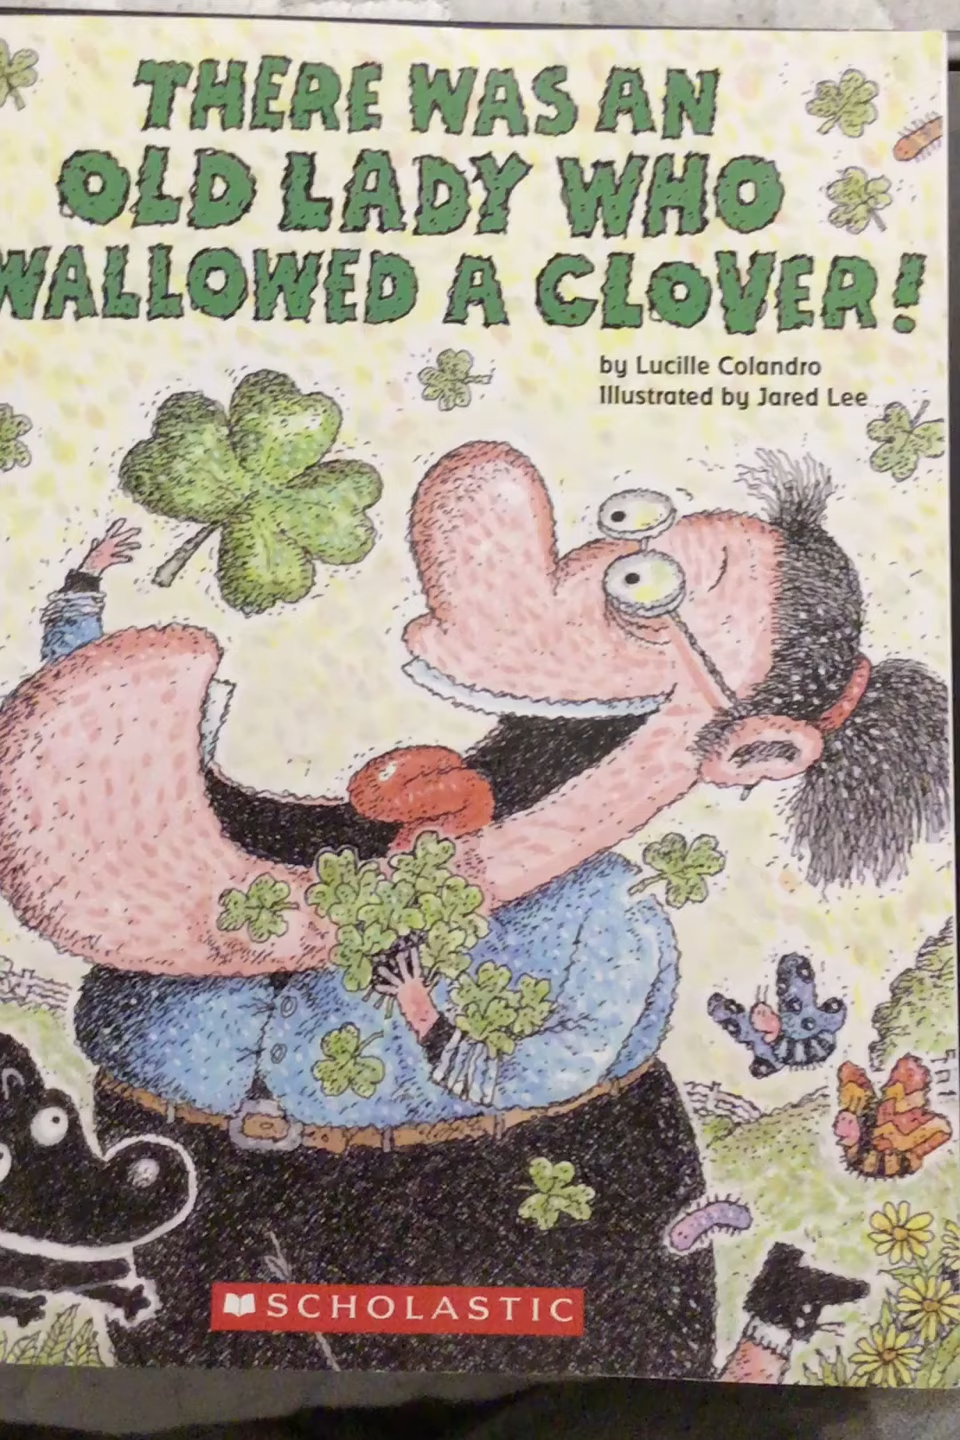 THERE WAS AN
OLD LADY WHO
WALLOWED A CLOVER!
by Lucille Colandro
Illustrated by Jared Lee
SCHOLASTIC